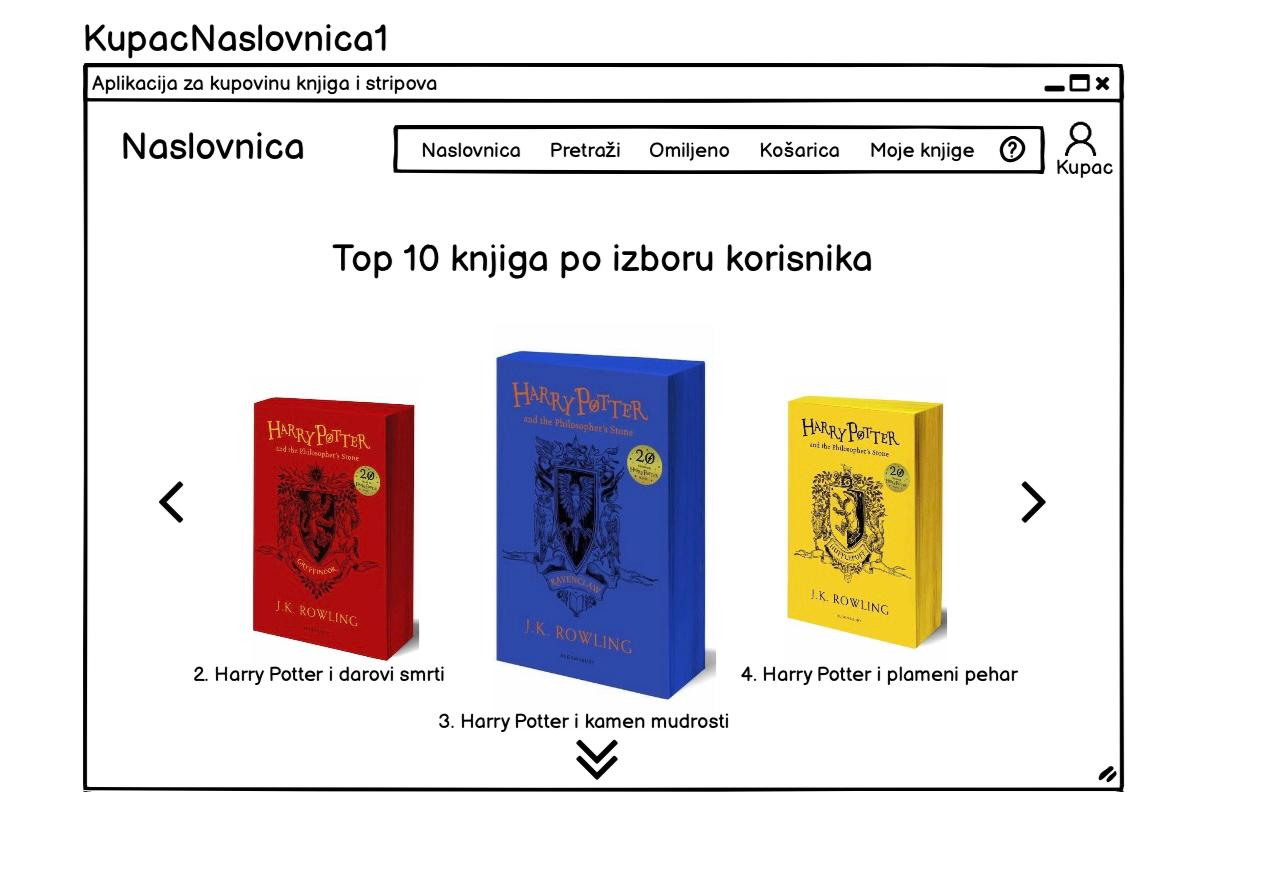 KupacNaslovnica1
Aplikacija za kupovinu knjiga i stripova
Naslovnica
Naslovnica Pretraži Omiljeno Košarica Moje knjige ?
Kupac
Top 10 knjiga po izboru korisnika
HARRY POTTER
and the Philosopher's Stone
20
GRYFFINDOR
J.K. ROWLING
2. Harry Potter i darovi smrti
HARRY POTTER
and the Philosopher's Stone
20
RAVENCLAW
J.K. ROWLING
BLOOMSBURY
3. Harry Potter i kamen mudrosti
HARRY POTTER
and the Philosopher's Stone
20
HUFFLEPUFF
J.K. ROWLING
4. Harry Potter i plameni pehar